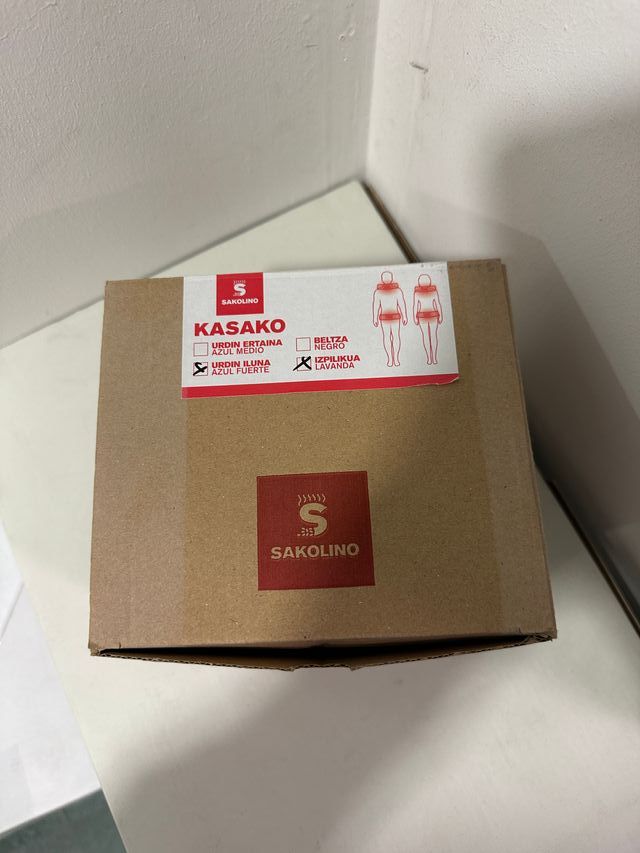 S
SAKOLINO
KASAKO
URDIN ERTAINA
AZUL MEDIO
URDIN ILUNA
AZUL FUERTE
BELTZA
NEGRO
IZPILIKUA
LAVANDA
S
SAKOLINO